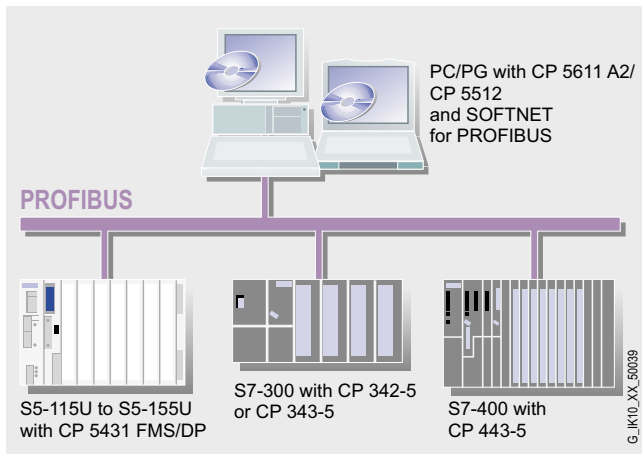 PC/PG with CP 5611 A2/
CP 5512
and SOFTNET
for PROFIBUS
PROFIBUS
S5-115U to S5-155U
with CP 5431 FMS/DP
S7-300 with CP 342-5
or CP 343-5
S7-400 with
CP 443-5
G_IK10_XX_50039